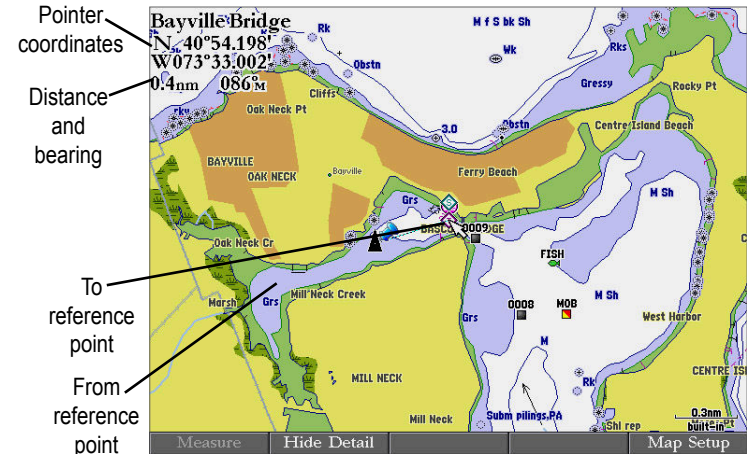 Pointer
coordinates
Distance
and
bearing
To
reference
point
From
reference
point
Bayville Bridge
N 40°54.198'
W073°33.002'
0.4nm 086°M
Rk
M f S bk Sh
Wk
Rks
Obstn
Gressy
Rocky Pt
Cliffs
rky
Oak Neck Pt
3.0
Obstn
Centre Island Beach
BAYVILLE
OAK NECK
Bayville
Ferry Beach
Grs
M Sh
0009
Oak Neck Cr
FISH
Marsh
Grs
Mill Neck Creek
0008
MOB
M Sh
Grs
West Harbor
M
MILL NECK
Rk
CENTRE IS
Mill Neck
Subm pilings,PA
Shl rep
0.3nm
built-in
Measure
Hide Detail
Map Setup